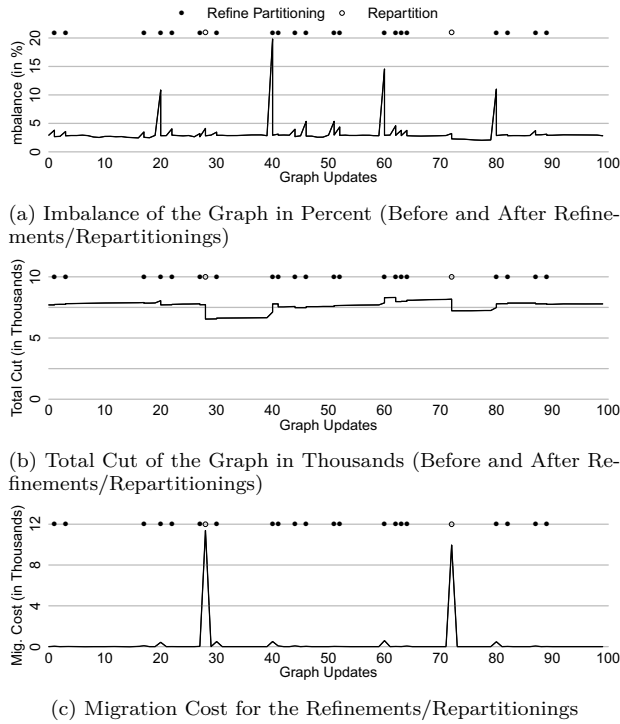 Refine Partitioning Repartition
mbalance (in %)
20
15
10
5
0
0 10 20 30 40 50 60 70 80 90 100
Graph Updates
(a) Imbalance of the Graph in Percent (Before and After Refine-
ments/Repartitionings)
Total Cut (in Thousands)
10
5
0
0 10 20 30 40 50 60 70 80 90 100
Graph Updates
(b) Total Cut of the Graph in Thousands (Before and After Re-
finements/Repartitionings)
Mig. Cost (in Thousands)
12
8
4
0
0 10 20 30 40 50 60 70 80 90 100
Graph Updates
(c) Migration Cost for the Refinements/Repartitionings